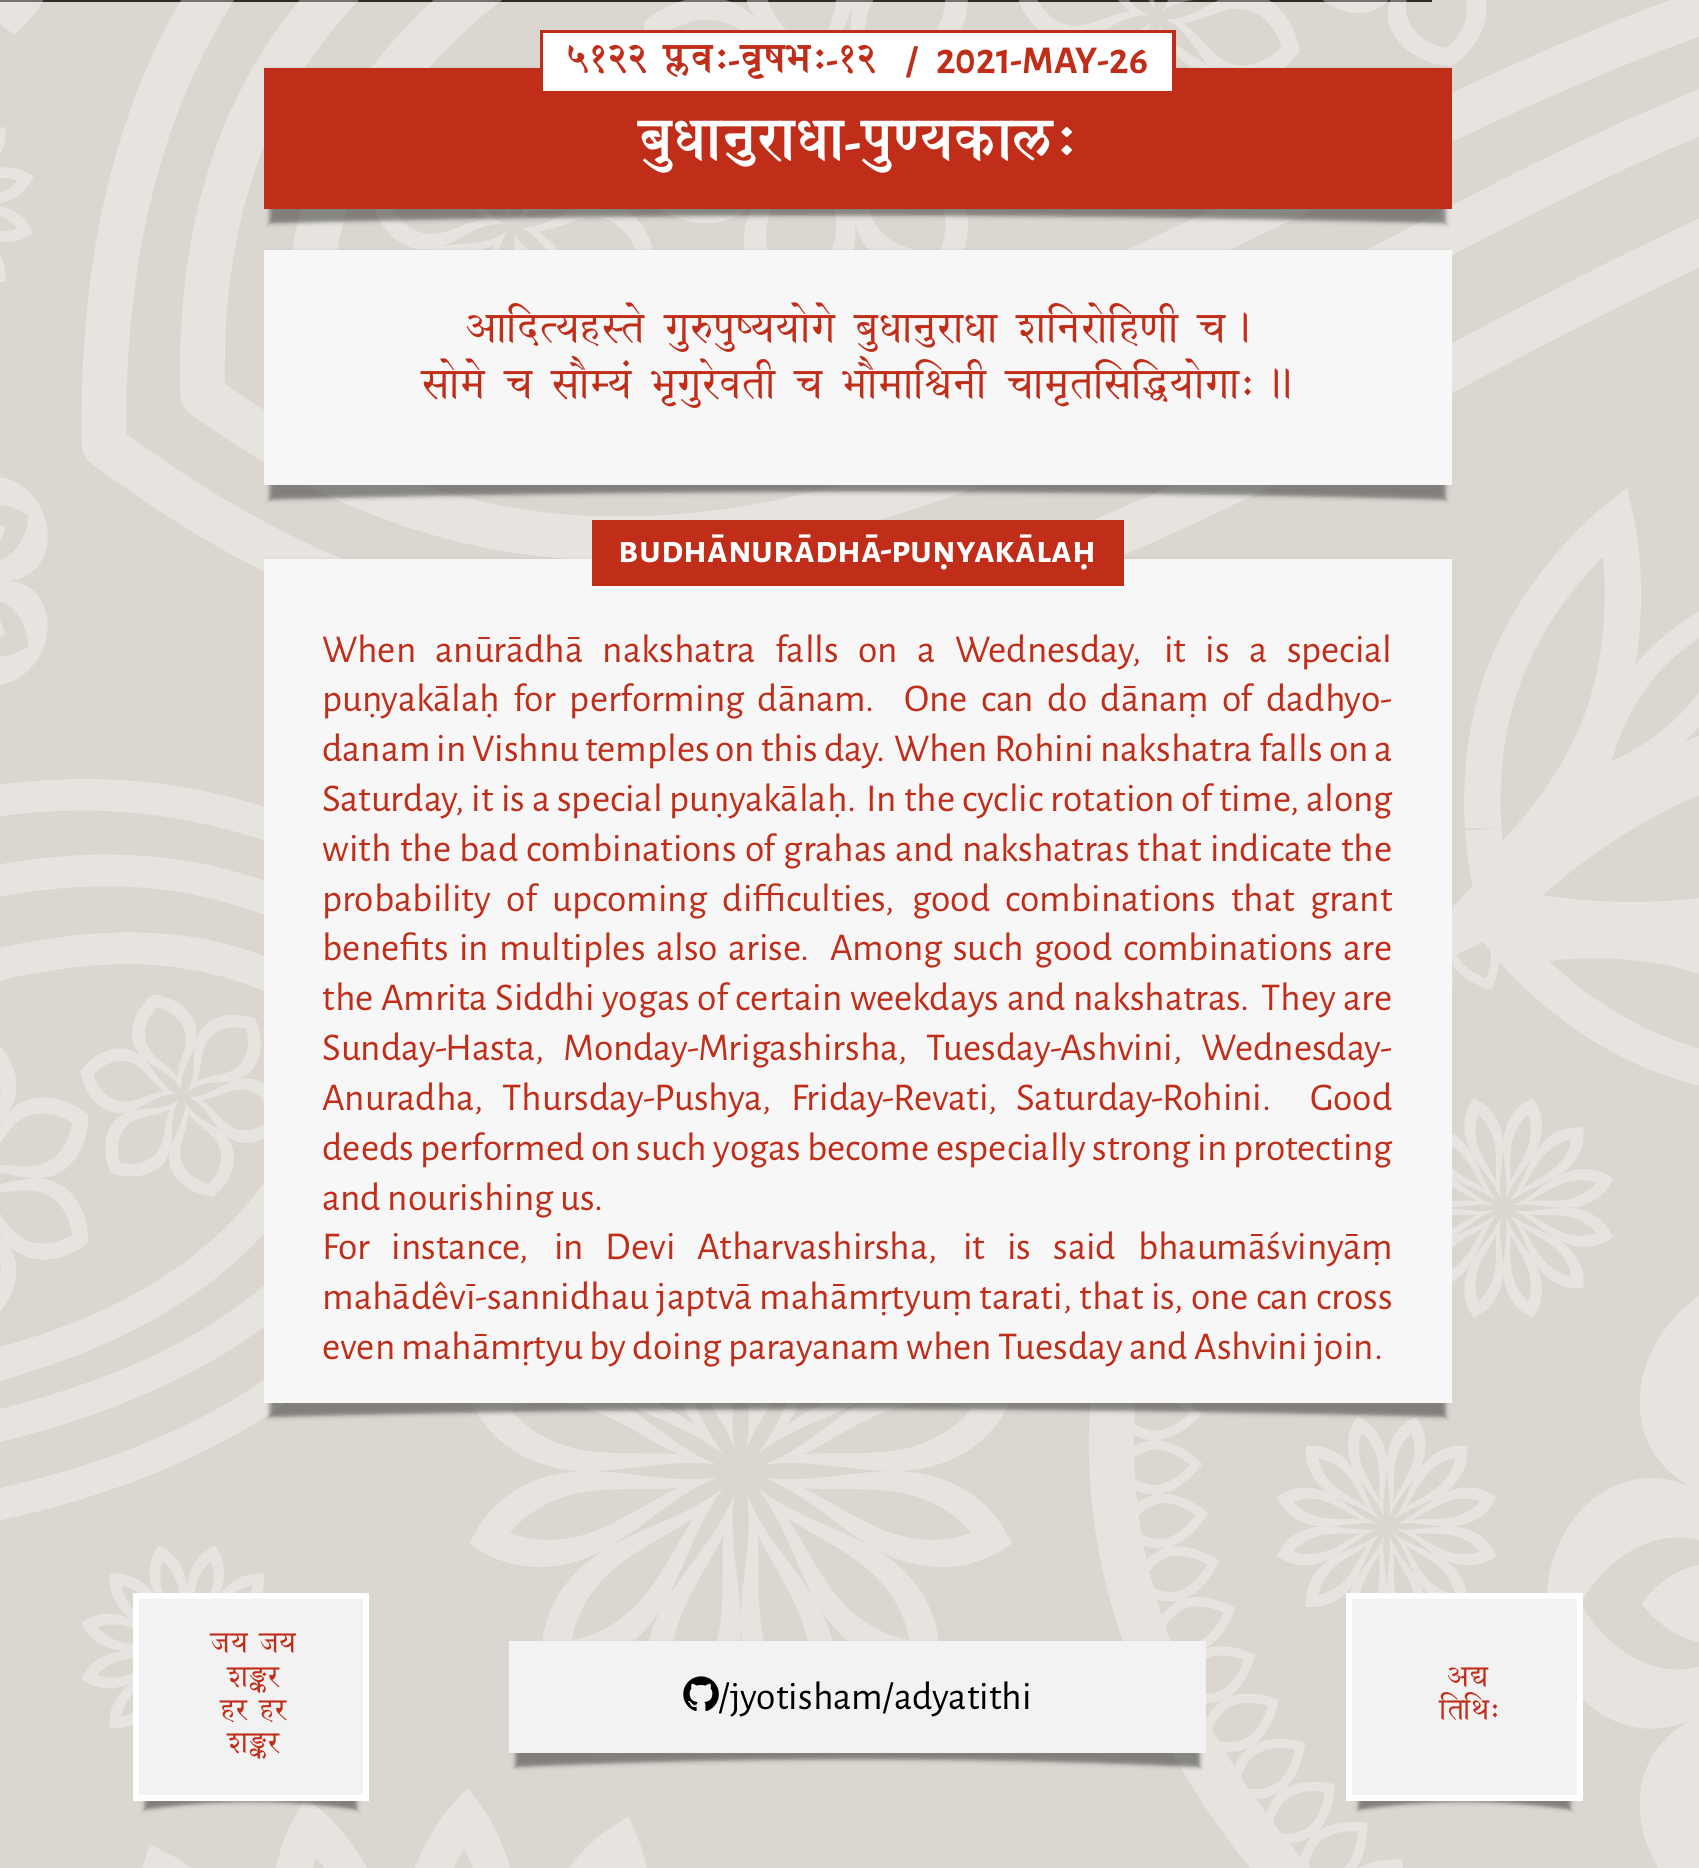 ५१२२ प्लवः-वृषभः-१२ / 2021-MAY-26
बुधानुराधा-पुण्यकालः
आदित्यहस्ते गुरुपुष्ययोगे बुधानुराधा शनिरोहिणी च।
सोमे च सौम्यं भृगुरेवती च भौमाश्विनी चामृतसिद्धियोगाः॥
BUDHĀNURĀDHĀ-PUṆYAKĀLAḤ
When anūrādhā nakshatra falls on a Wednesday, it is a special
puṇyakālaḥ for performing dānam. One can do dānaṃ of dadhyo-
danam in Vishnu temples on this day. When Rohini nakshatra falls on a
Saturday, it is a special puṇyakālaḥ. In the cyclic rotation of time, along
with the bad combinations of grahas and nakshatras that indicate the
probability of upcoming difficulties, good combinations that grant
benefits in multiples also arise. Among such good combinations are
the Amrita Siddhi yogas of certain weekdays and nakshatras. They are
Sunday-Hasta, Monday-Mrigashirsha, Tuesday-Ashvini, Wednesday-
Anuradha, Thursday-Pushya, Friday-Revati, Saturday-Rohini. Good
deeds performed on such yogas become especially strong in protecting
and nourishing us.
For instance, in Devi Atharvashirsha, it is said bhaumāśvinyāṃ
mahādêvī-sannidhau japtvā mahāmṛtyuṃ tarati, that is, one can cross
even mahāmṛtyu by doing parayanam when Tuesday and Ashvini join.
जय जय
शङ्कर
हर हर
शङ्कर
/jyotisham/adyatithi
अद्य
तिथिः